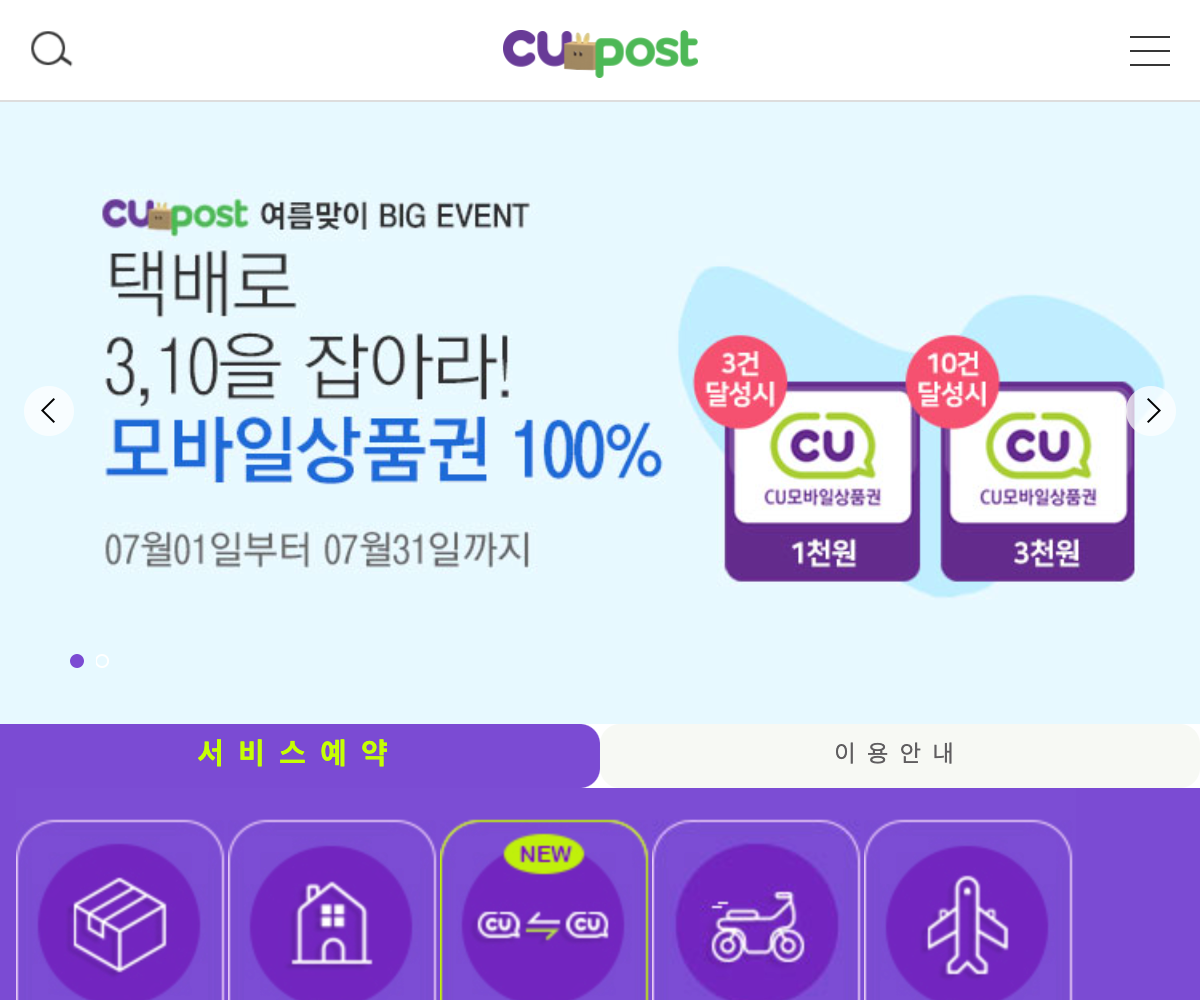 CU post
CU post 여름맞이 BIG EVENT
택배로
3,10을 잡아라!
모바일상품권 100%
07월01일부터 07월31일까지
3건
달성시
CU
CU모바일상품권
1천원
10건
달성시
CU
CU모바일상품권
3천원
서비스예약
이용안내
NEW
CU CU